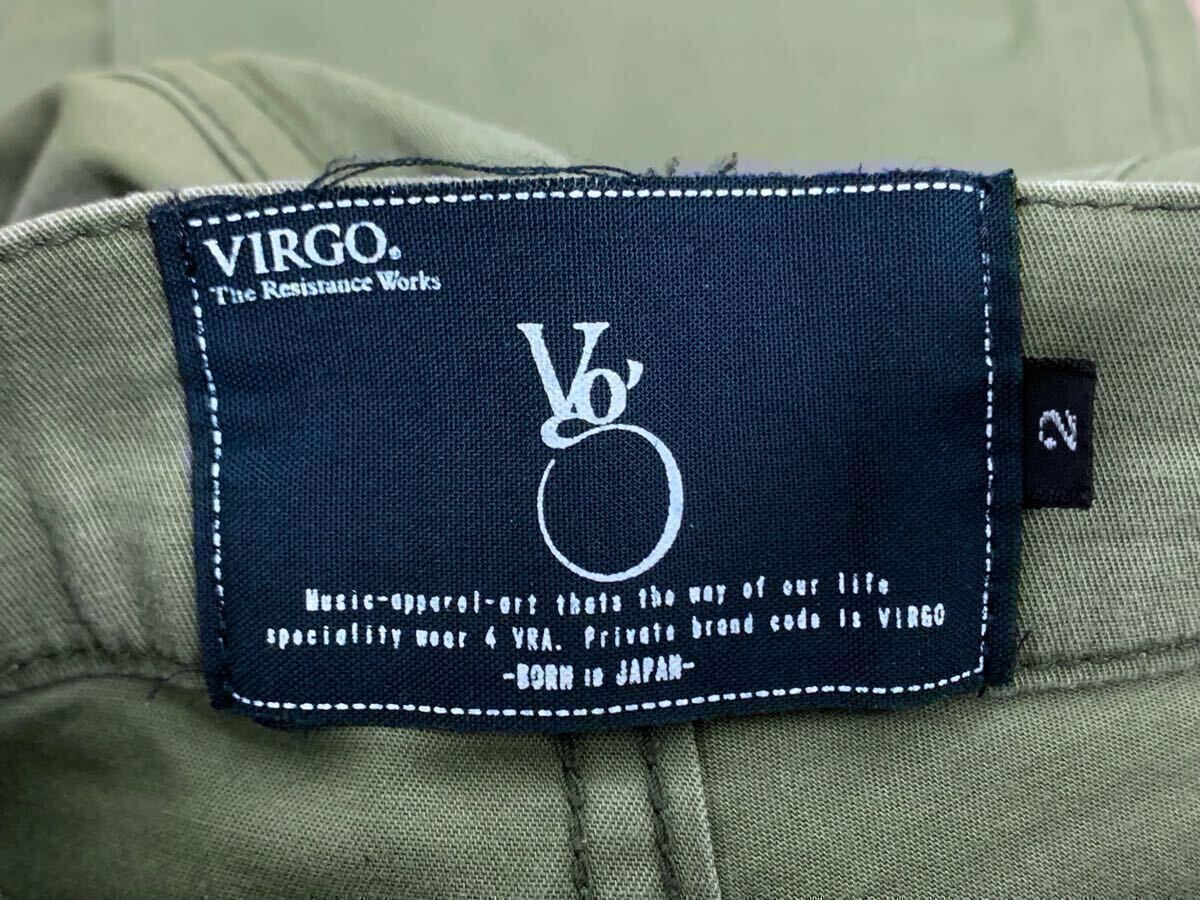 VIRGO.
The Resistance Works
Vo'
Music-apparel-art thats the way of our life
speciality wear 4 VRA. Private brand code is VIRGO
-BORN in JAPAN-
2